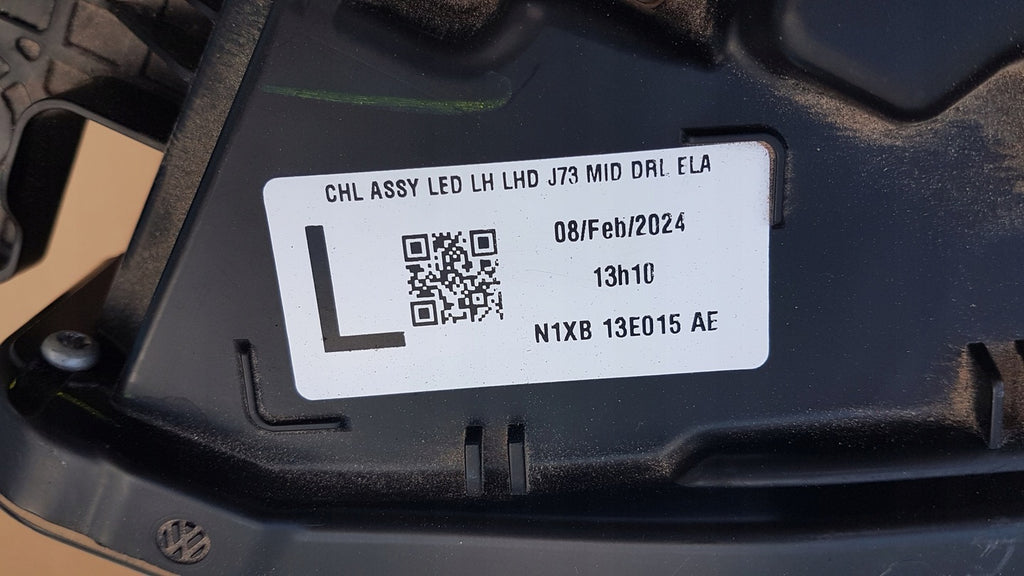 CHL ASSY LED LH LHD J73 MID DRL ELA
L
08/Feb/2024
13h10
N1XB 13E015 AE